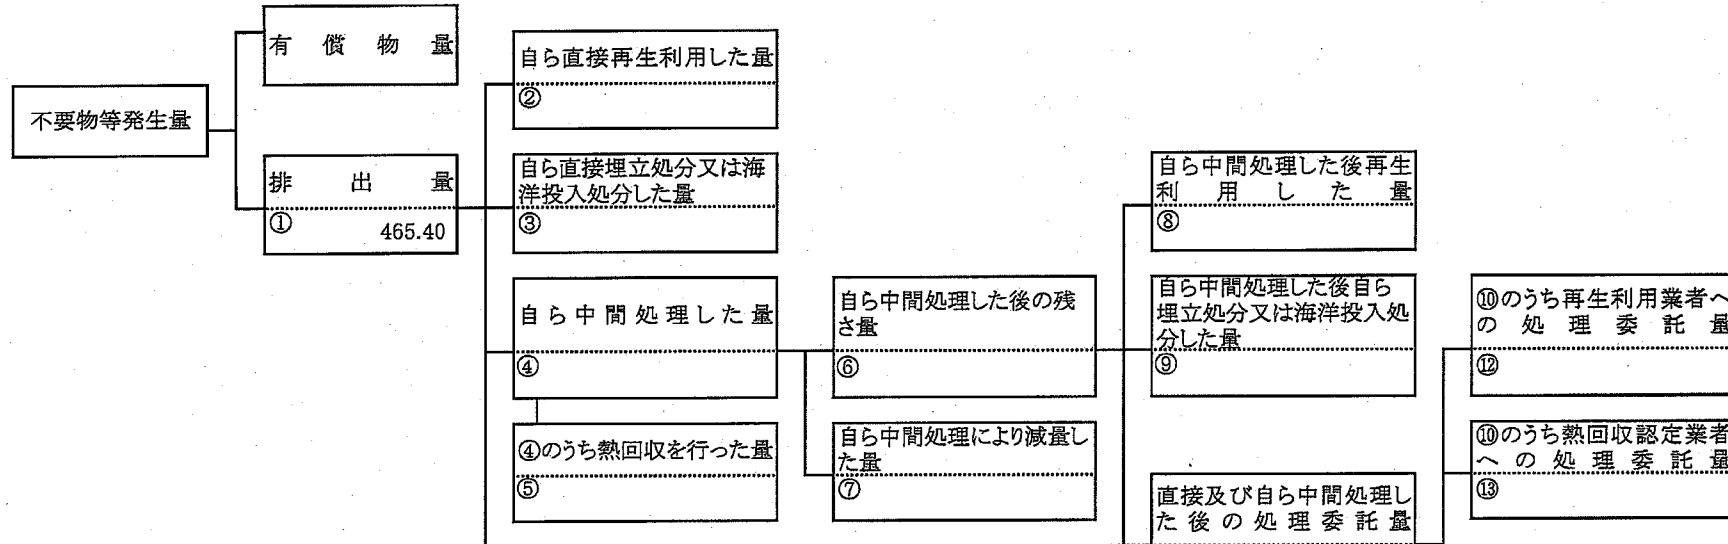 有償物量
不要物等発生量
排出量
①
465.40
自ら直接再生利用した量
②
自ら直接埋立処分又は海
洋投入処分した量
③
自ら中間処理した量
④
④のうち熱回収を行った量
⑤
自ら中間処理した後の残
さ量
⑥
自ら中間処理により減量し
た量
⑦
自ら中間処理した後再生
利用した量
⑧
自ら中間処理した後自ら
埋立処分又は海洋投入処
分した量
⑨
直接及び自ら中間処理し
た後の処理委託量
⑩のうち再生利用業者へ
の処理委託量
⑫
⑩のうち熱回収認定業者
への処理委託量
⑬